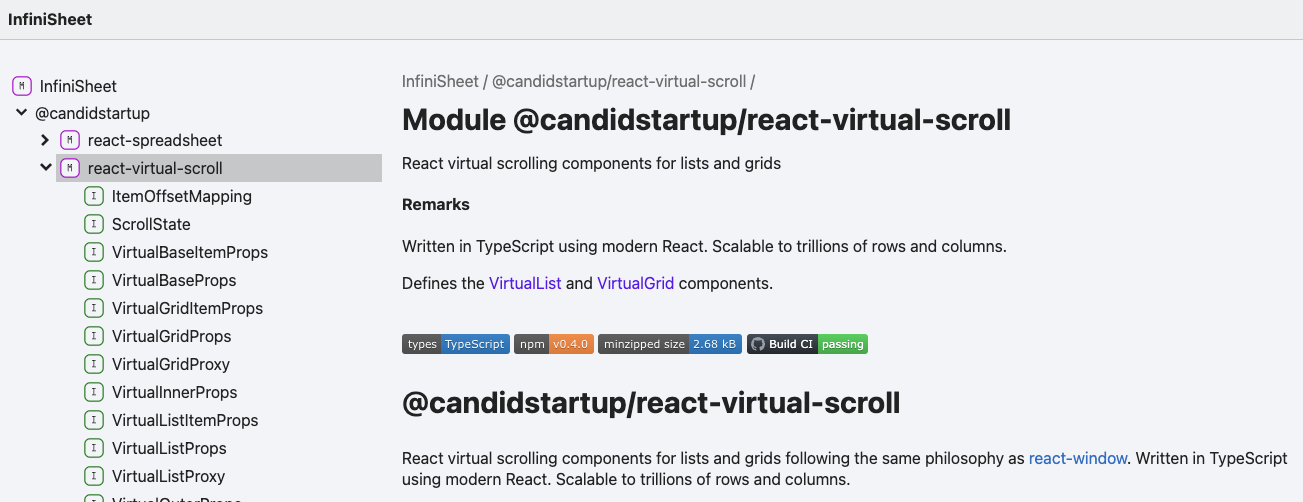 InfiniSheet
M InfiniSheet
@candidstartup
M react-spreadsheet
M react-virtual-scroll
I ItemOffsetMapping
I ScrollState
I VirtualBaseItemProps
I VirtualBaseProps
I VirtualGridItemProps
I VirtualGridProps
I VirtualGridProxy
I VirtualInnerProps
I VirtualListItemProps
I VirtualListProps
I VirtualListProxy
VirtualOuterProps
InfiniSheet / @candidstartup/react-virtual-scroll /
Module @candidstartup/react-virtual-scroll
React virtual scrolling components for lists and grids
Remarks
Written in TypeScript using modern React. Scalable to trillions of rows and columns.
Defines the VirtualList and VirtualGrid components.
types TypeScript npm v0.4.0 minzipped size 2.68 kB Build CI passing
@candidstartup/react-virtual-scroll
React virtual scrolling components for lists and grids following the same philosophy as react-window. Written in TypeScript
using modern React. Scalable to trillions of rows and columns.